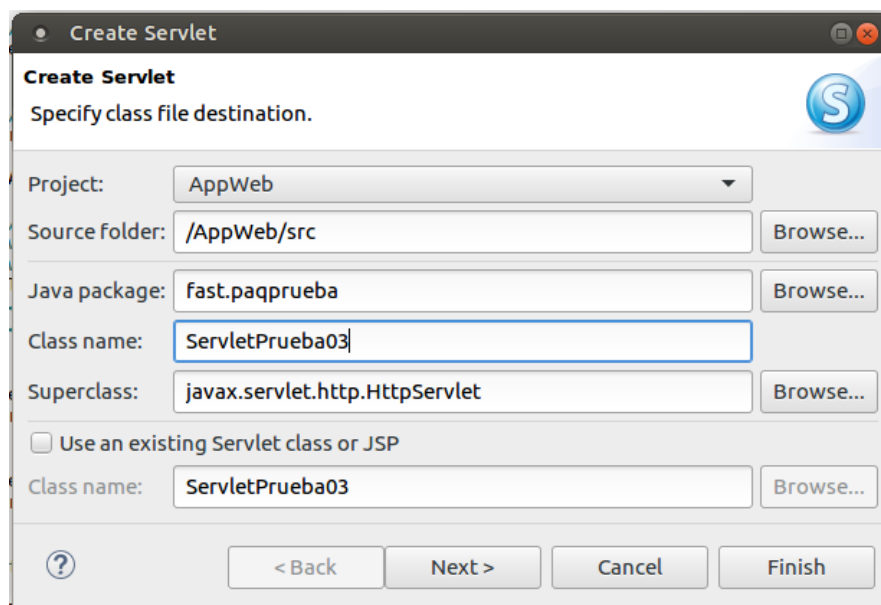 Create Servlet
Create Servlet
Specify class file destination.
S
Project: AppWeb
Source folder: /AppWeb/src Browse...
Java package: fast.paqprueba Browse...
Class name: ServletPrueba03
Superclass: javax.servlet.http.HttpServlet Browse...
Use an existing Servlet class or JSP
Class name: ServletPrueba03 Browse...
? < Back Next > Cancel Finish